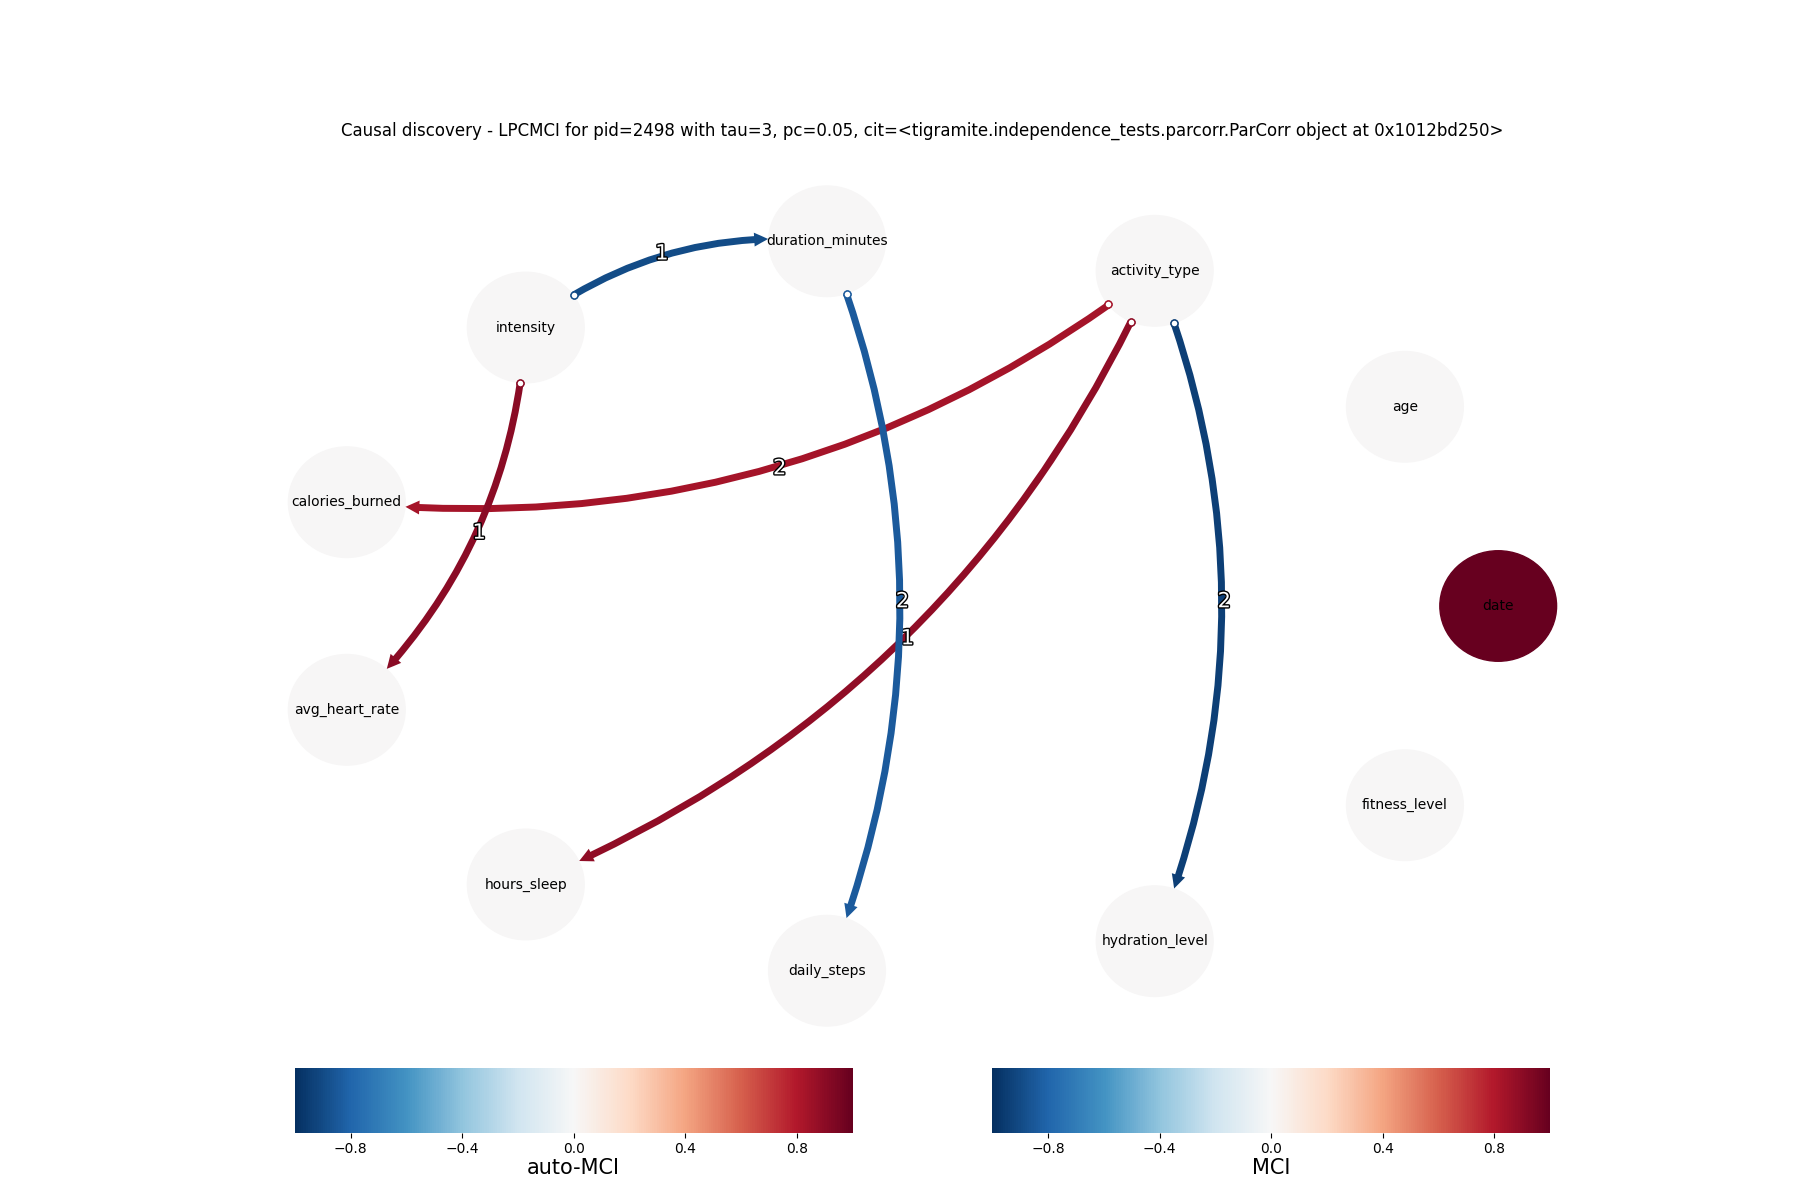 Causal discovery - LPCMCI for pid=2498 with tau=3, pc=0.05, cit=<tigramite.independence_tests.parcorr.ParCorr object at 0x1012bd250>
duration_minutes
1
activity_type
intensity
age
2
calories_burned
1
2
2
date
1
avg_heart_rate
fitness_level
hours_sleep
hydration_level
daily_steps
−0.8 −0.4 0.0 0.4 0.8
auto-MCI
−0.8 −0.4 0.0 0.4 0.8
MCI